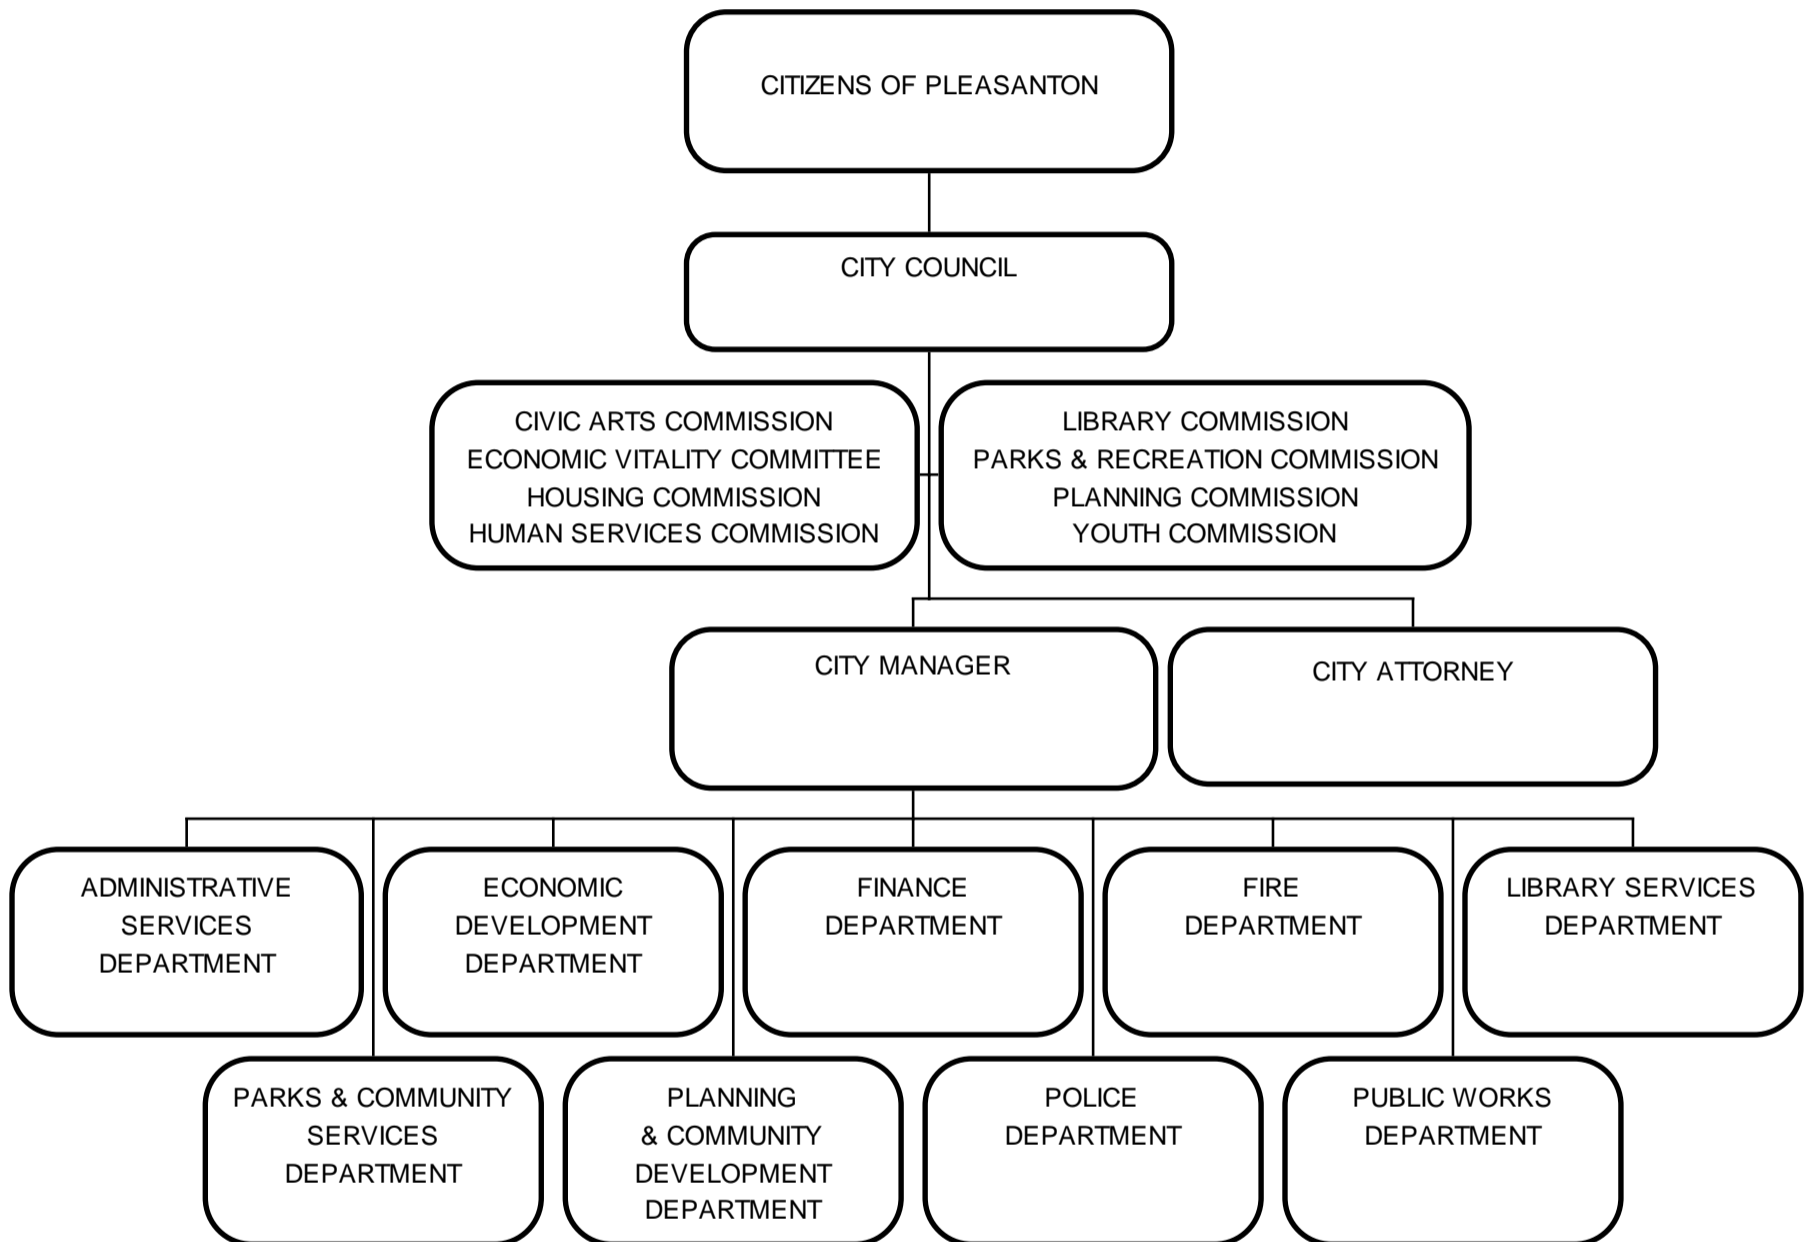 CITIZENS OF PLEASANTON
CITY COUNCIL
CIVIC ARTS COMMISSION
ECONOMIC VITALITY COMMITTEE
HOUSING COMMISSION
HUMAN SERVICES COMMISSION
LIBRARY COMMISSION
PARKS & RECREATION COMMISSION
PLANNING COMMISSION
YOUTH COMMISSION
CITY MANAGER
CITY ATTORNEY
ADMINISTRATIVE
SERVICES
DEPARTMENT
ECONOMIC
DEVELOPMENT
DEPARTMENT
FINANCE
DEPARTMENT
FIRE
DEPARTMENT
LIBRARY SERVICES
DEPARTMENT
PARKS & COMMUNITY
SERVICES
DEPARTMENT
PLANNING
& COMMUNITY
DEVELOPMENT
DEPARTMENT
POLICE
DEPARTMENT
PUBLIC WORKS
DEPARTMENT